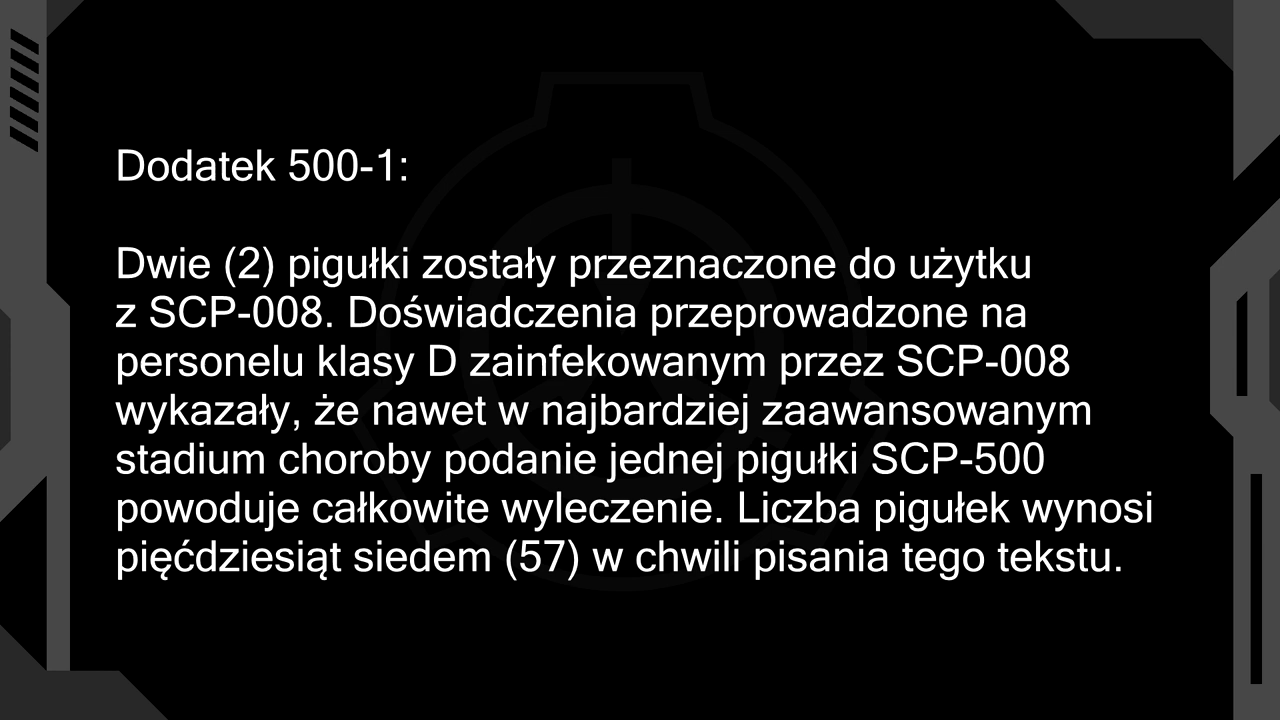 Dodatek 500-1:
Dwie (2) pigułki zostały przeznaczone do użytku
z SCP-008. Doświadczenia przeprowadzone na
personelu klasy D zainfekowanym przez SCP-008
wykazały, że nawet w najbardziej zaawansowanym
stadium choroby podanie jednej pigułki SCP-500
powoduje całkowite wyleczenie. Liczba pigułek wynosi
pięćdziesiąt siedem (57) w chwili pisania tego tekstu.